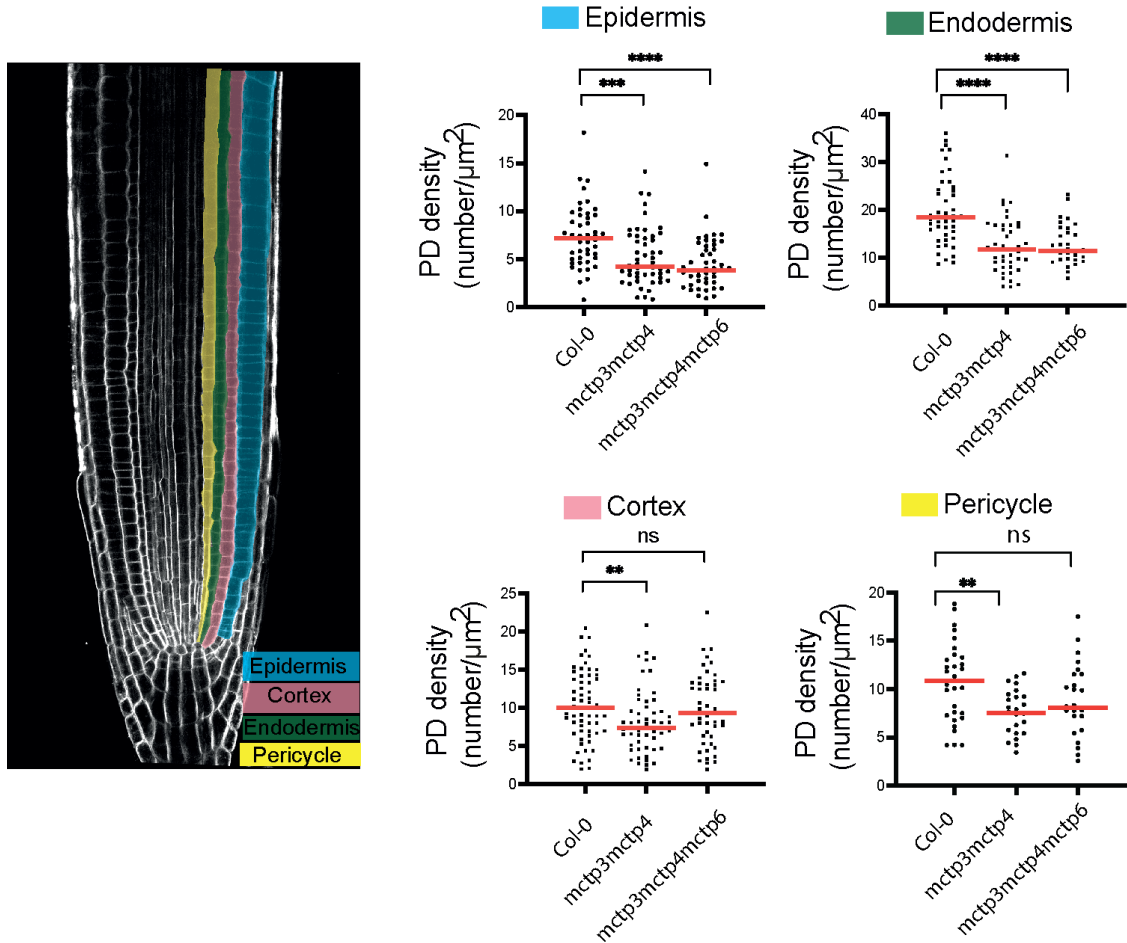 Epidermis
Cortex
Endodermis
Pericycle
Epidermis
****
***
PD density
(number/µm2)
20
15
10
5
0
Col-0
mctp3mctp4
mctp3mctp4mctp6
Endodermis
****
****
PD density
(number/µm2)
40
30
20
10
0
Col-0
mctp3mctp4
mctp3mctp4mctp6
Cortex
ns
**
PD density
(number/µm2)
25
20
15
10
5
0
Col-0
mctp3mctp4
mctp3mctp4mctp6
Pericycle
ns
**
PD density
(number/µm2)
20
15
10
5
0
Col-0
mctp3mctp4
mctp3mctp4mctp6